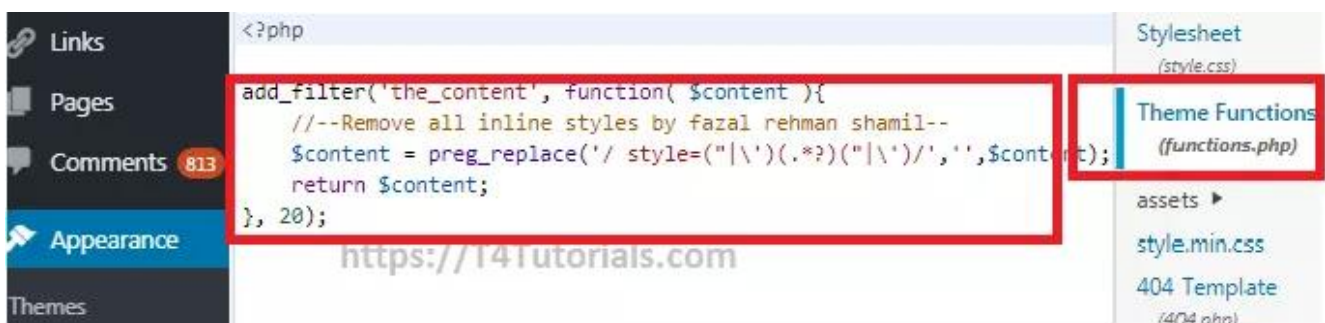 Links
Pages
Comments 813
Appearance
Themes
<?php
add_filter('the_content', function( $content ){
//--Remove all inline styles by fazal rehman shamil--
$content = preg_replace('/ style=("|\')(.*?)("|\')/','',$content);
return $content;
}, 20);
https://T4Tutorials.com
Stylesheet
(style.css)
Theme Functions
(functions.php)
assets ▶
style.min.css
404 Template
(404.php)